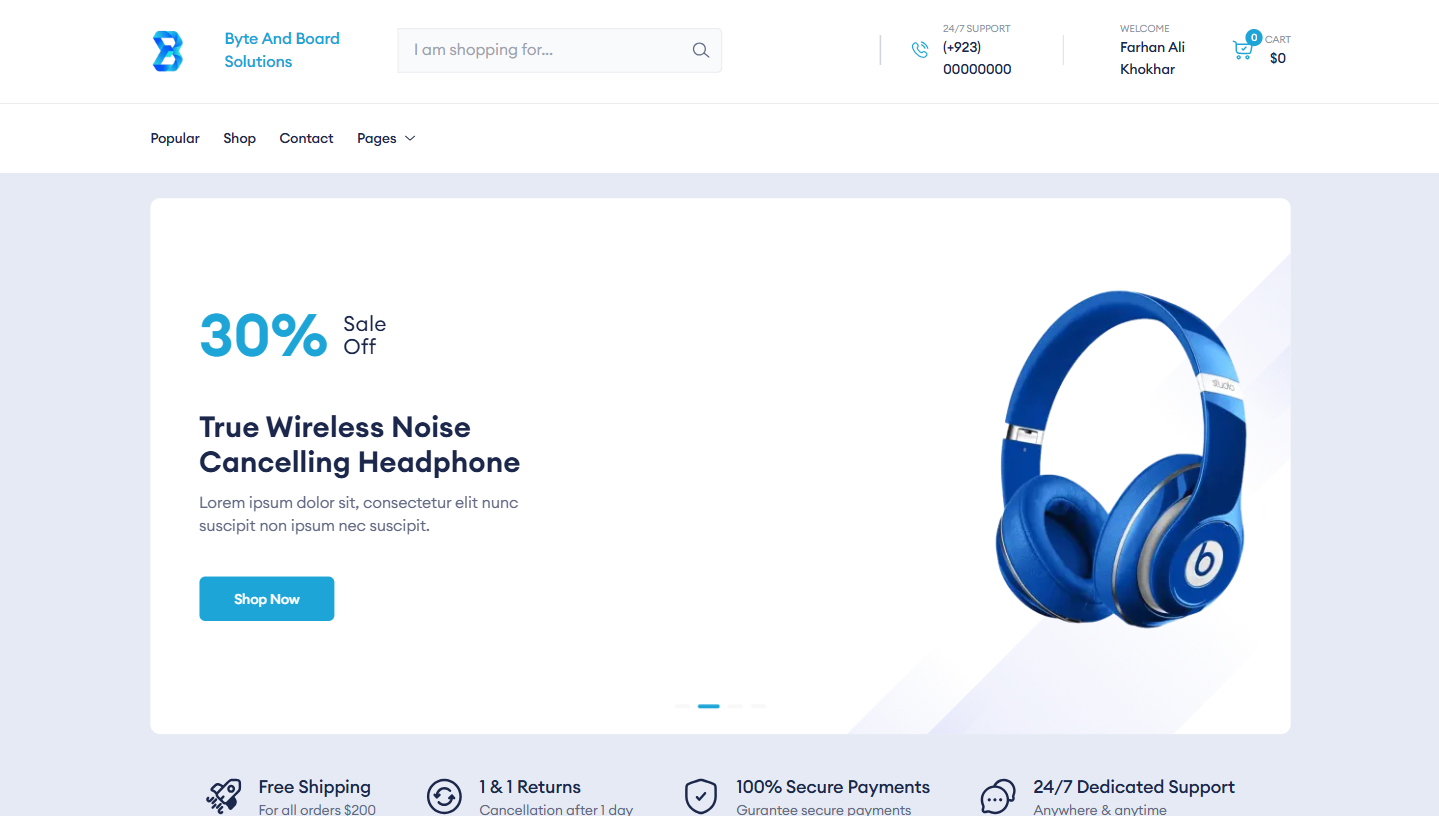 Byte And Board
Solutions
I am shopping for...
24/7 SUPPORT
(+923)
00000000
WELCOME
Farhan Ali
Khokhar
0
CART
$0
Popular
Shop
Contact
Pages
30%
Sale
Off
True Wireless Noise
Cancelling Headphone
Lorem ipsum dolor sit, consectetur elit nunc
suscipit non ipsum nec suscipit.
Shop Now
studio
b
Free Shipping
For all orders $200
1 & 1 Returns
Cancellation after 1 day
100% Secure Payments
Gurantee secure payments
24/7 Dedicated Support
Anywhere & anytime